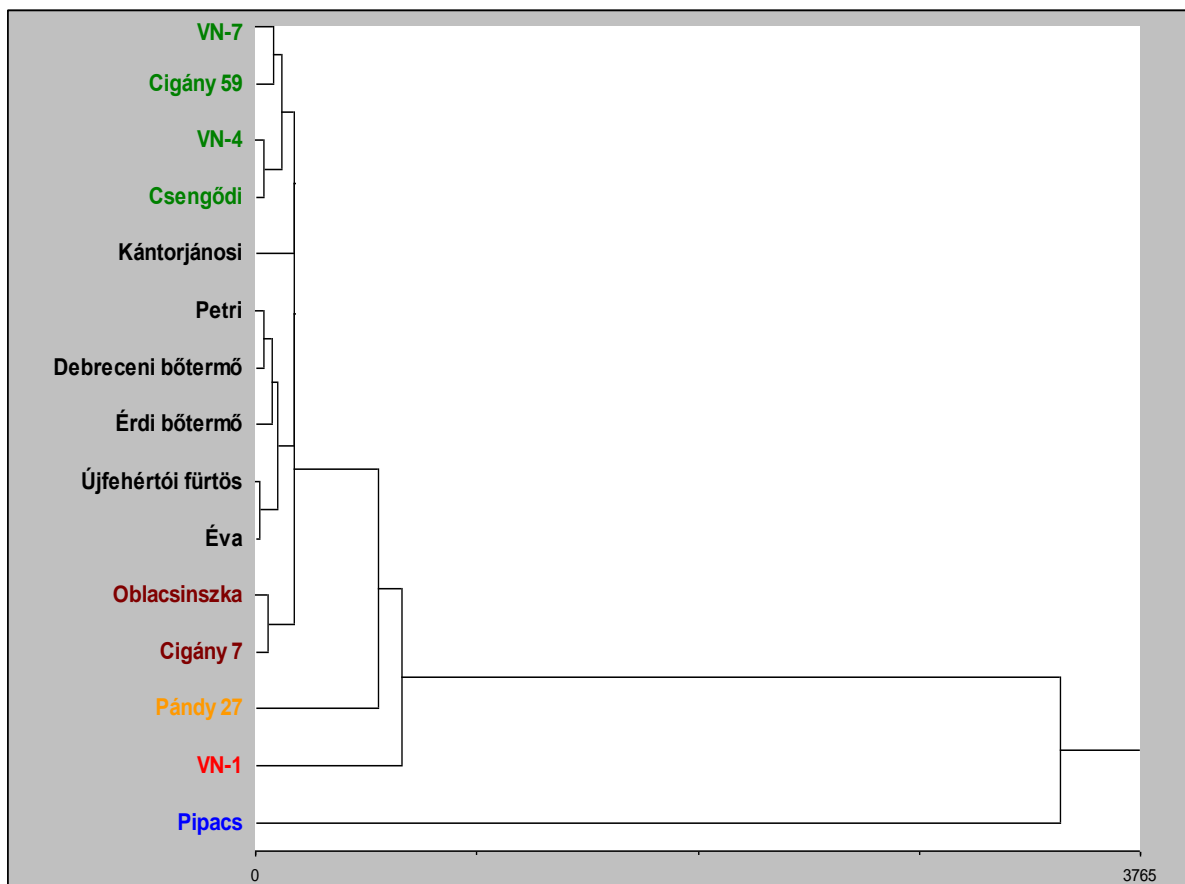 VN-7
Cigány 59
VN-4
Csengődi
Kántorjánosi
Petri
Debreceni bőtermő
Érdi bőtermő
Újfehértói fürtös
Éva
Oblacsinszka
Cigány 7
Pándy 27
VN-1
Pipacs
0 3765